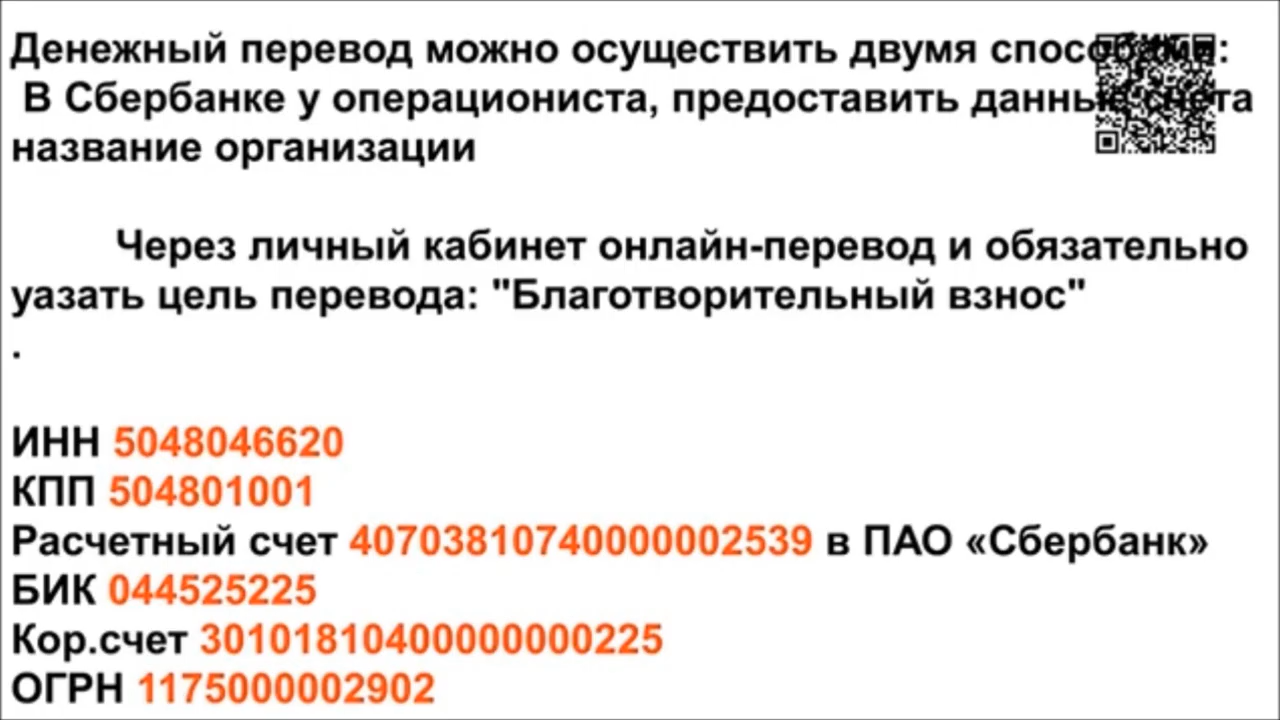 Денежный перевод можно осуществить двумя способами:
В Сбербанке у операциониста, предоставить данные счета
название организации
Через личный кабинет онлайн-перевод и обязательно
уазать цель перевода: "Благотворительный взнос"
.
ИНН 5048046620
КПП 504801001
Расчетный счет 40703810740000002539 в ПАО «Сбербанк»
БИК 044525225
Кор.счет 30101810400000000225
ОГРН 1175000002902